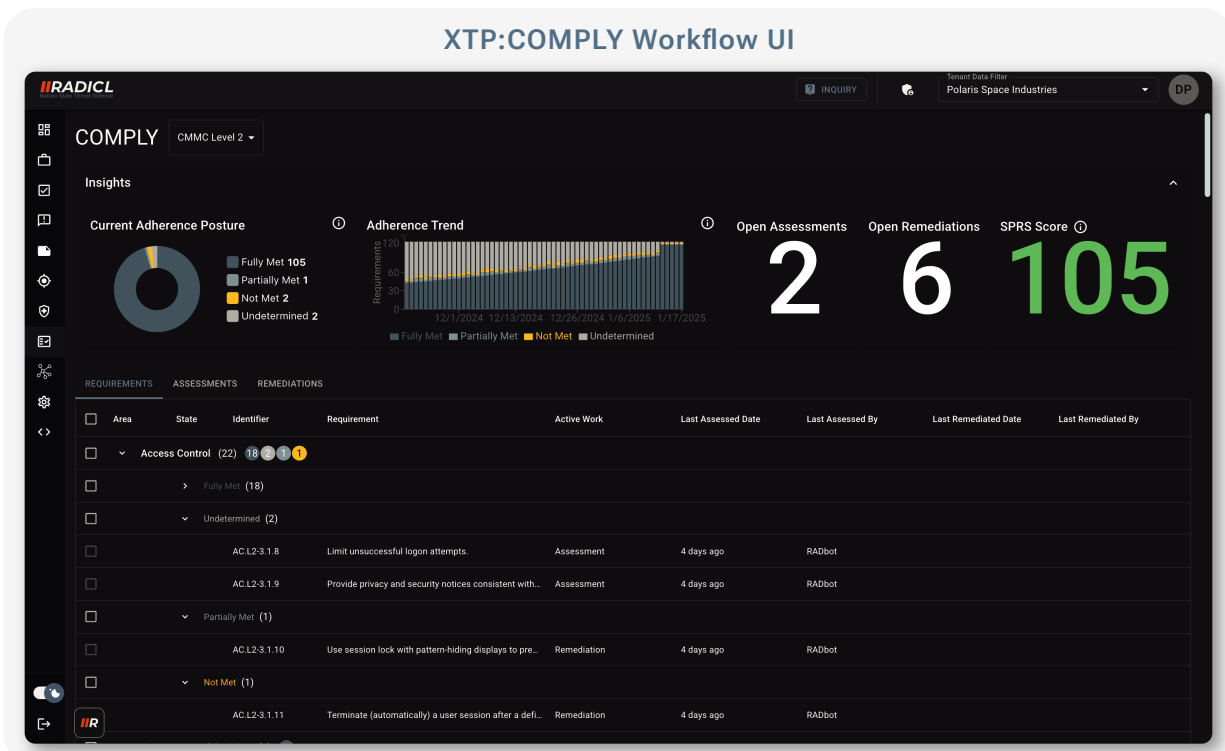 XTP:COMPLY Workflow UI
//RADICL
INQUIRY
Tenant Data Filter
Polaris Space Industries
DP
COMPLY
CMMC Level 2
Insights
Current Adherence Posture
Fully Met 105
Partially Met 1
Not Met 2
Undetermined 2
Adherence Trend
Requirements
120
60
30
0
12/1/2024 12/13/2024 12/26/2024 1/6/2025 1/17/2025
Fully Met Partially Met Not Met Undetermined
Open Assessments
2
Open Remediations
6
SPRS Score
105
REQUIREMENTS ASSESSMENTS REMEDIATIONS
Area State Identifier Requirement Active Work Last Assessed Date Last Assessed By Last Remediated Date Last Remediated By
Access Control (22) 18 2 1 1
Fully Met (18)
Undetermined (2)
AC.L2-3.1.8 Limit unsuccessful logon attempts. Assessment 4 days ago RADbot
AC.L2-3.1.9 Provide privacy and security notices consistent with... Assessment 4 days ago RADbot
Partially Met (1)
AC.L2-3.1.10 Use session lock with pattern-hiding displays to pre... Remediation 4 days ago RADbot
Not Met (1)
AC.L2-3.1.11 Terminate (automatically) a user session after a defi... Remediation 4 days ago RADbot
//R